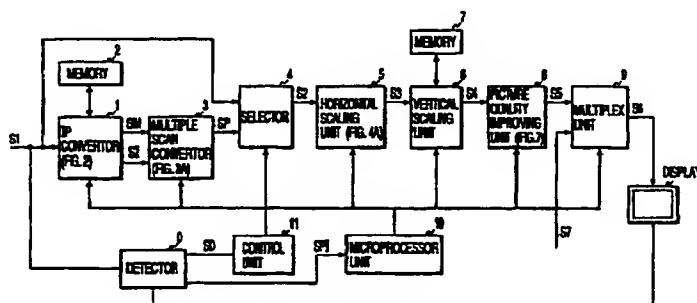 7
2
MEMORY
MEMORY
4
5
6
8
9
1
3
S2
HORIZONTAL
SCALING
UNIT (FIG. 4A)
S3
VERTICAL
SCALING
UNIT
S4
PICTURE
QUALITY
IMPROVING
UNIT (FIG. 7)
S5
MULTIPLEX
UNIT
S6
S1
IP
CONVERTOR
(FIG. 2)
SM
SI
MULTIPLE
SCAN
CONVERTOR
(FIG. 3A)
SP
SELECTOR
DISPLAY
11
10
S7
DETECTOR
SD
CONTROL
UNIT
MICROPROCESSOR
UNIT